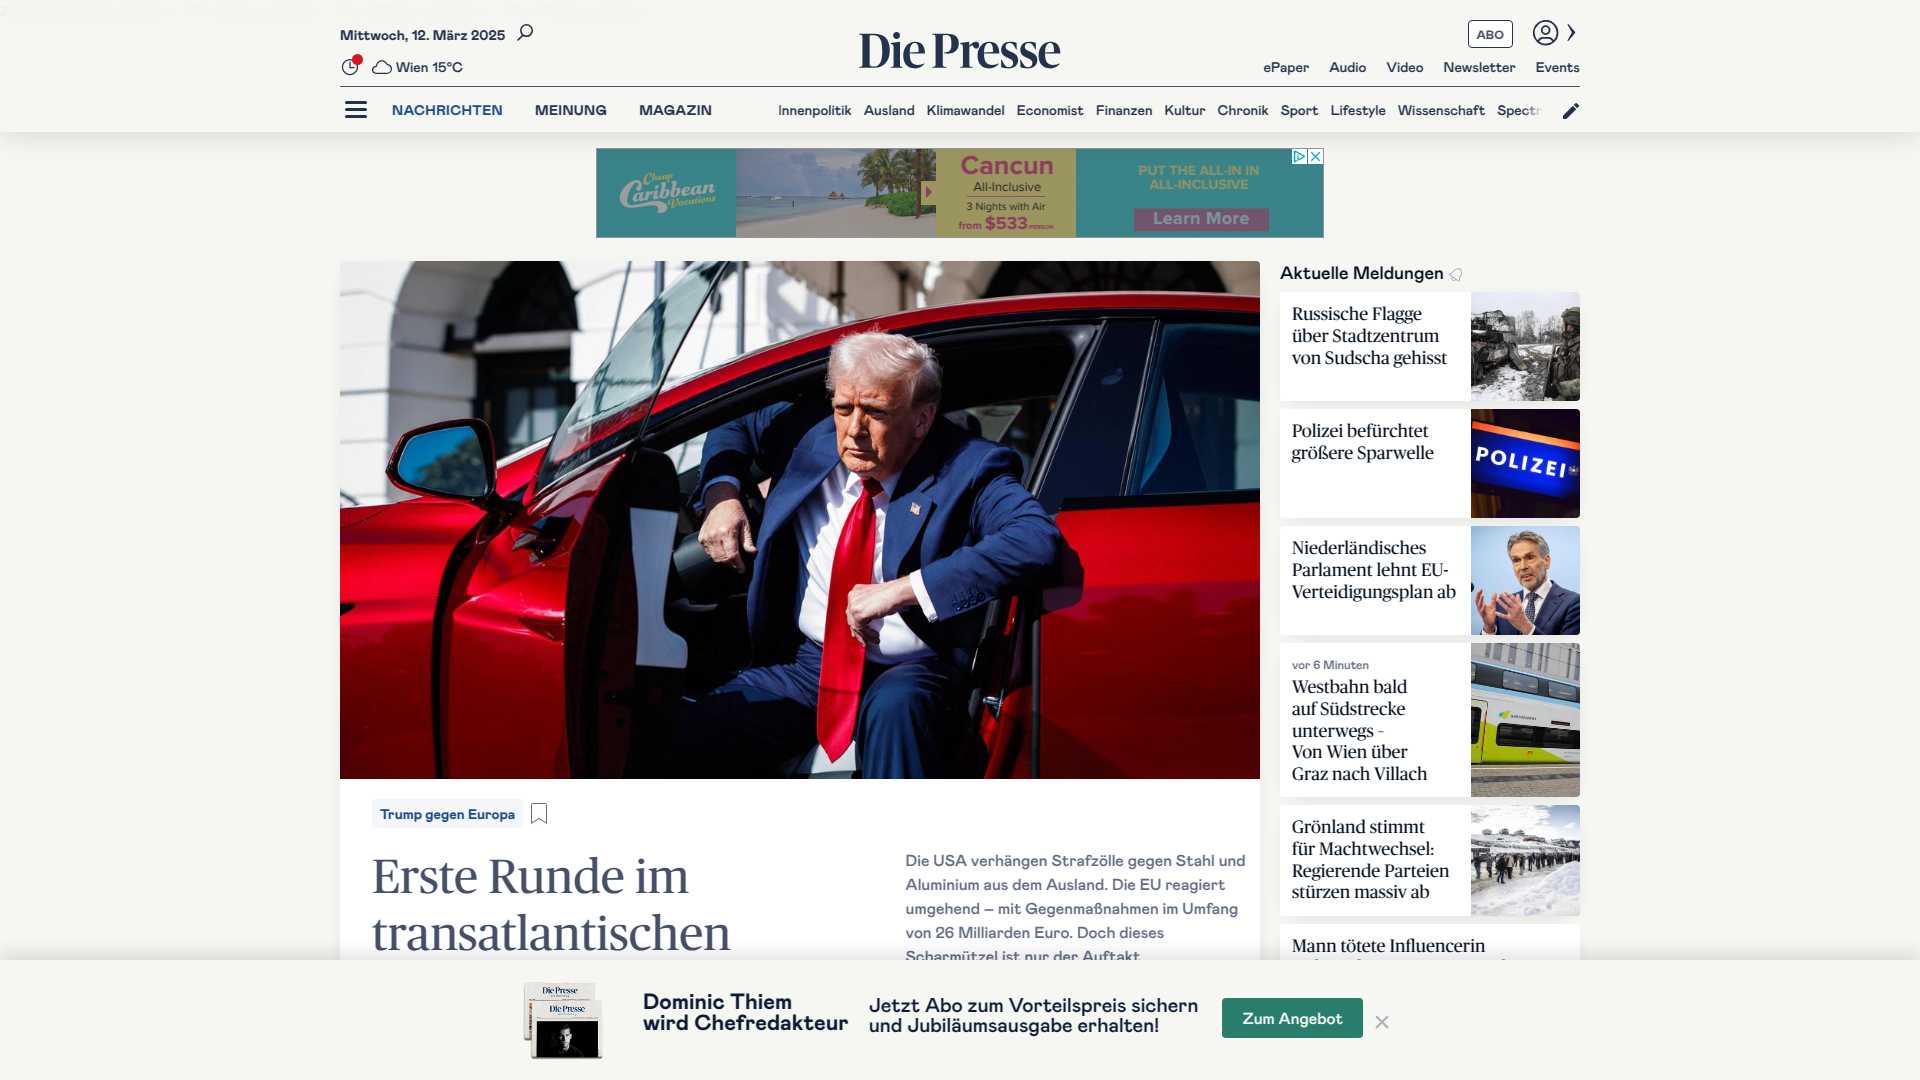 Mittwoch, 12. März 2025
Wien 15°C
Die Presse
ABO
ePaper Audio Video Newsletter Events
NACHRICHTEN MEINUNG MAGAZIN
Innenpolitik Ausland Klimawandel Economist Finanzen Kultur Chronik Sport Lifestyle Wissenschaft Spectr
Cheap
Caribbean
Vacations
Cancun
All-Inclusive
3 Nights with Air
from $533
PUT THE ALL-IN IN
ALL-INCLUSIVE
Learn More
Trump gegen Europa
Erste Runde im
transatlantischen
Die USA verhängen Strafzölle gegen Stahl und
Aluminium aus dem Ausland. Die EU reagiert
umgehend – mit Gegenmaßnahmen im Umfang
von 26 Milliarden Euro. Doch dieses
Scharmützel ist nur der Auftakt
Aktuelle Meldungen
Russische Flagge
über Stadtzentrum
von Sudscha gehisst
Polizei befürchtet
größere Sparwelle
POLIZEI
Niederländisches
Parlament lehnt EU-
Verteidigungsplan ab
vor 6 Minuten
Westbahn bald
auf Südstrecke
unterwegs -
Von Wien über
Graz nach Villach
Grönland stimmt
für Machtwechsel:
Regierende Parteien
stürzen massiv ab
Mann tötete Influencerin
Die Presse
Die Presse
Dominic Thiem
wird Chefredakteur
Jetzt Abo zum Vorteilspreis sichern
und Jubiläumsausgabe erhalten!
Zum Angebot